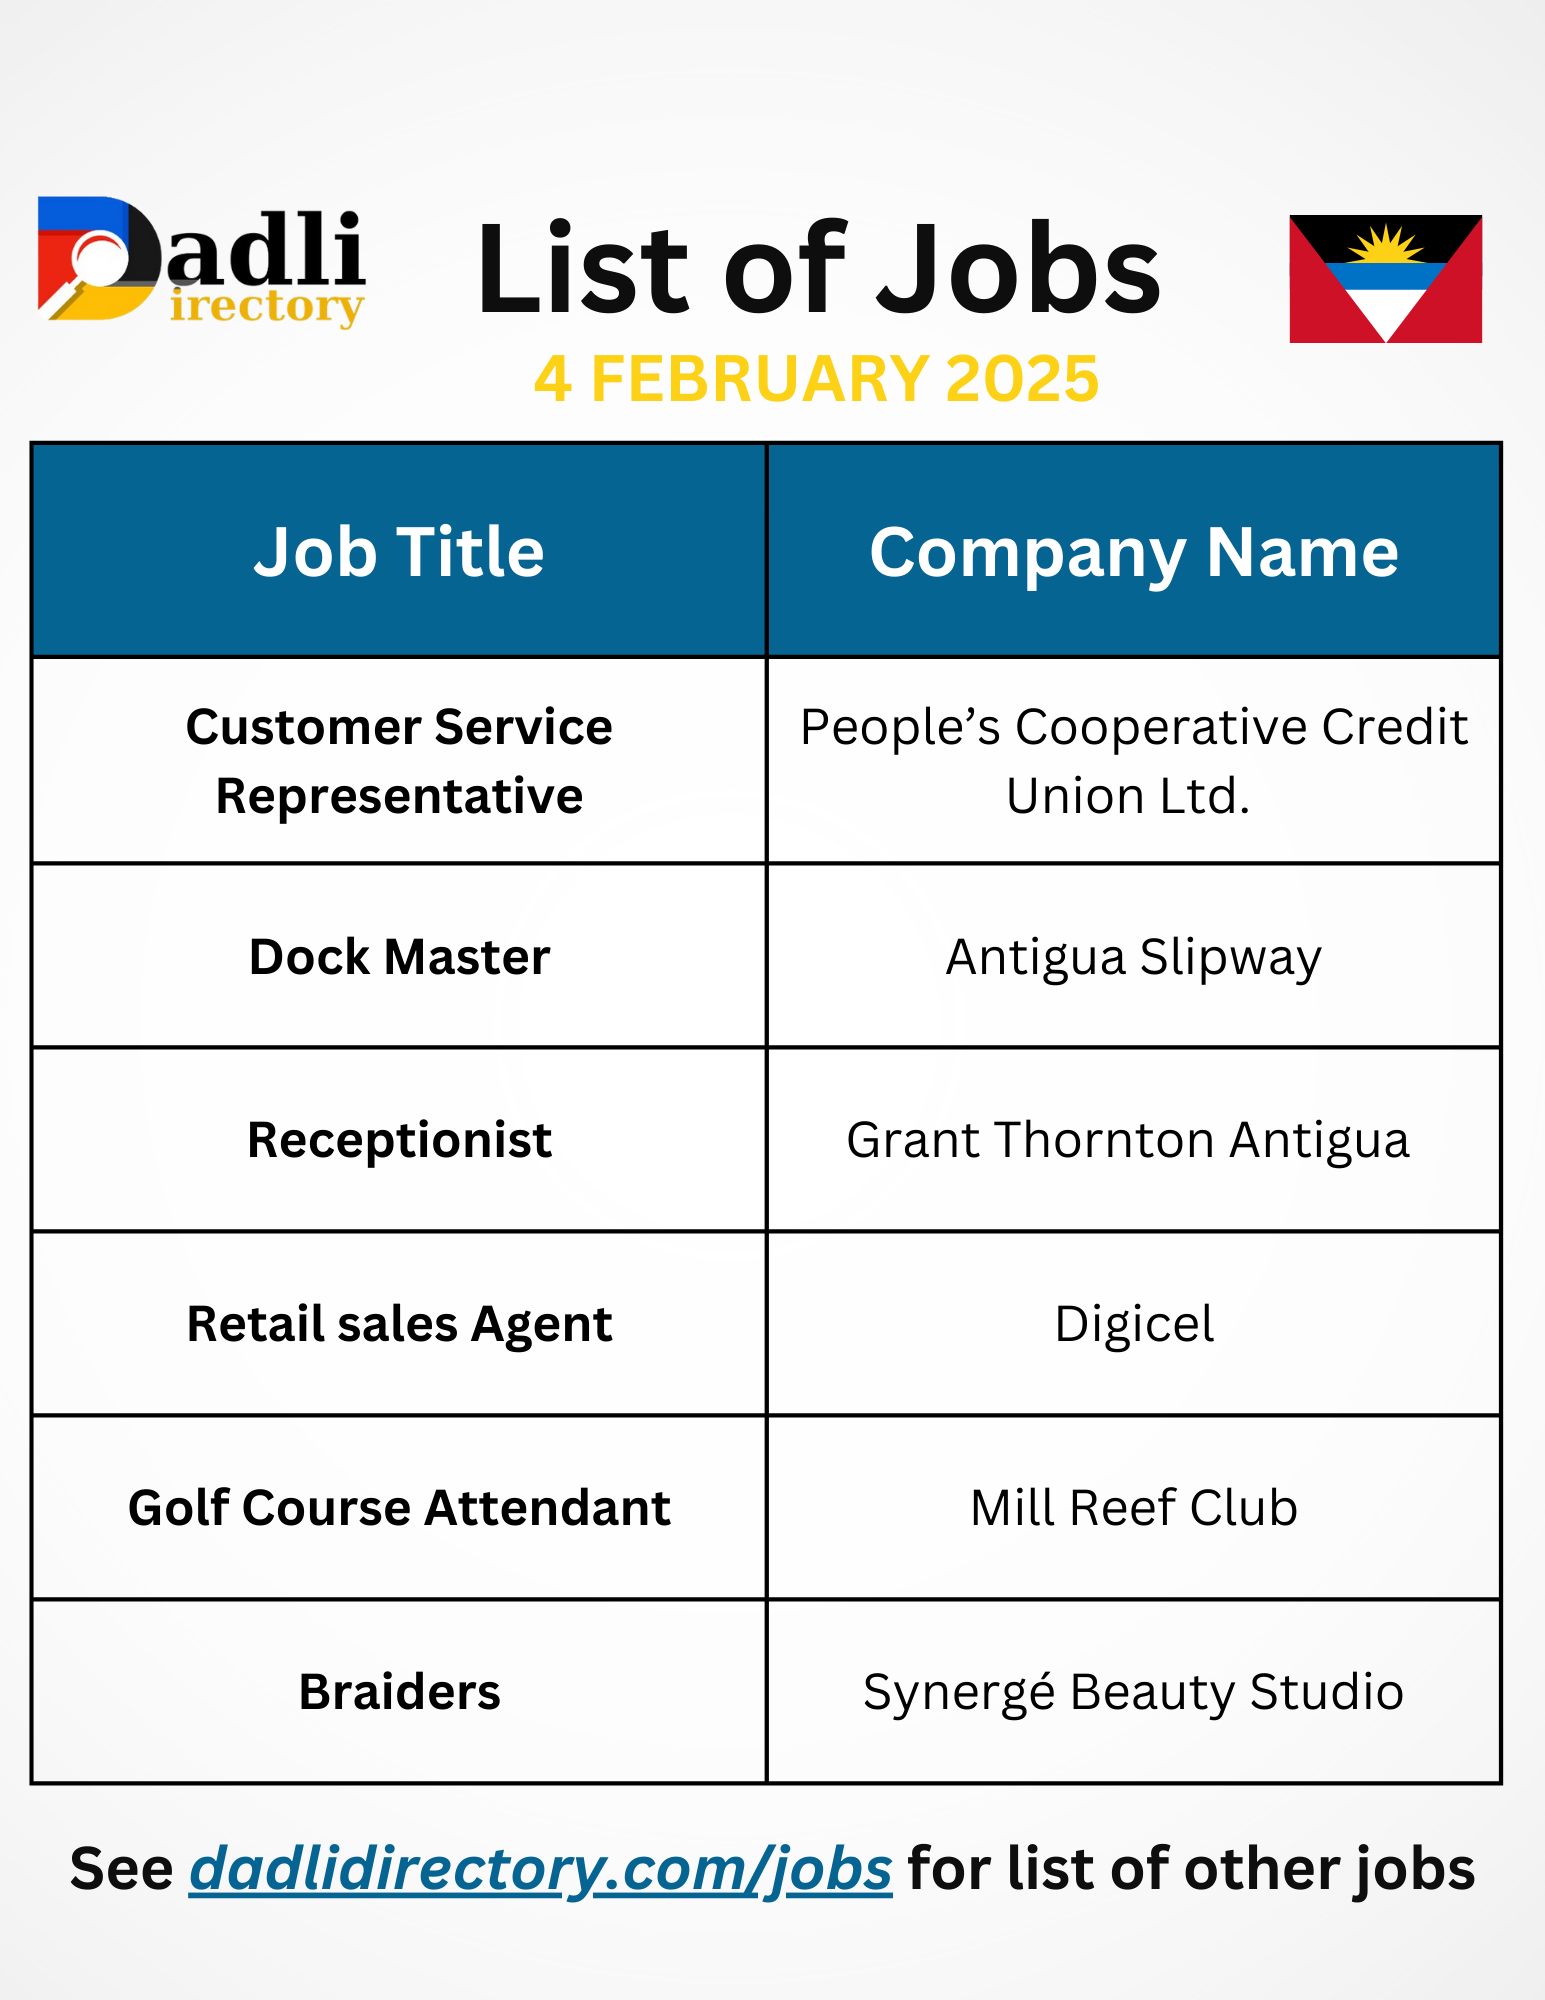 Dadli
irectory
List of Jobs
4 FEBRUARY 2025
Job Title
Company Name
Customer Service
Representative
People’s Cooperative Credit
Union Ltd.
Dock Master
Antigua Slipway
Receptionist
Grant Thornton Antigua
Retail sales Agent
Digicel
Golf Course Attendant
Mill Reef Club
Braiders
Synergé Beauty Studio
See dadlidirectory.com/jobs for list of other jobs